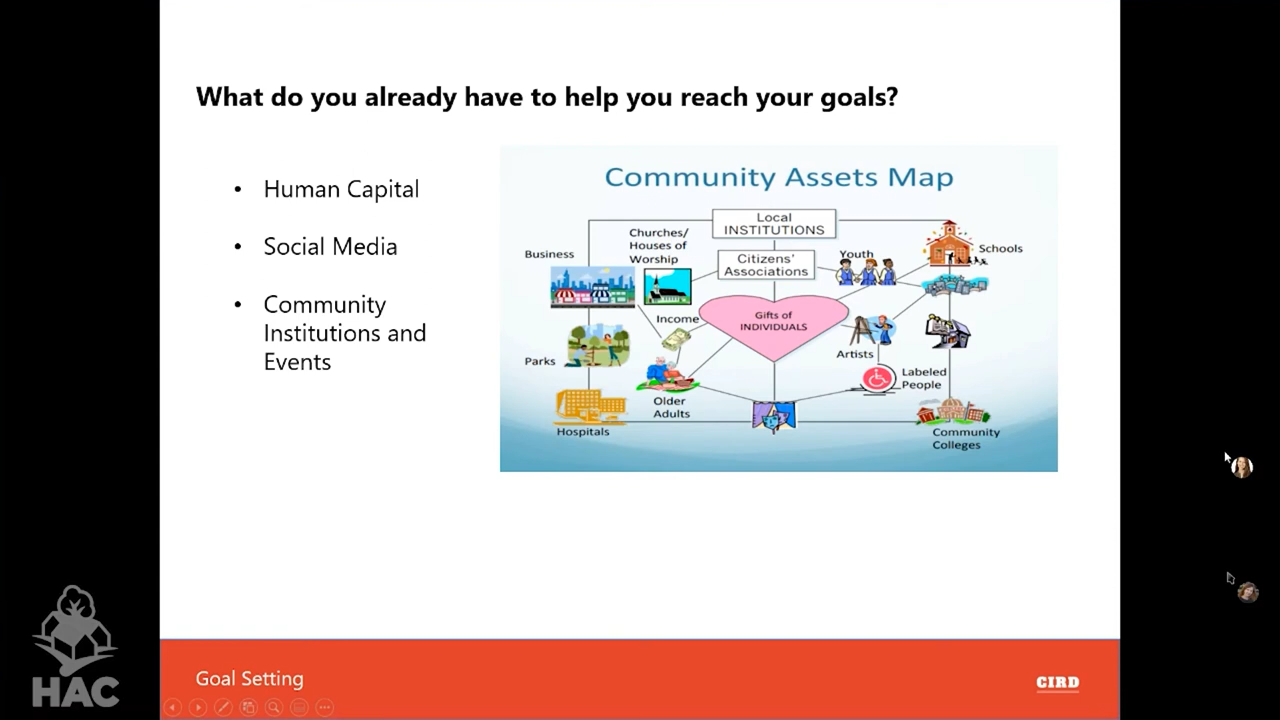 What do you already have to help you reach your goals?
• Human Capital
• Social Media
• Community
Institutions and
Events
Community Assets Map
Local
INSTITUTIONS
Churches/
Houses of
Worship
Business
Citizens'
Associations
Youth
Schools
Income
Gifts of
INDIVIDUALS
Parks
Artists
Labeled
People
Older
Adults
Hospitals
Community
Colleges
Goal Setting
CIRD
HAC